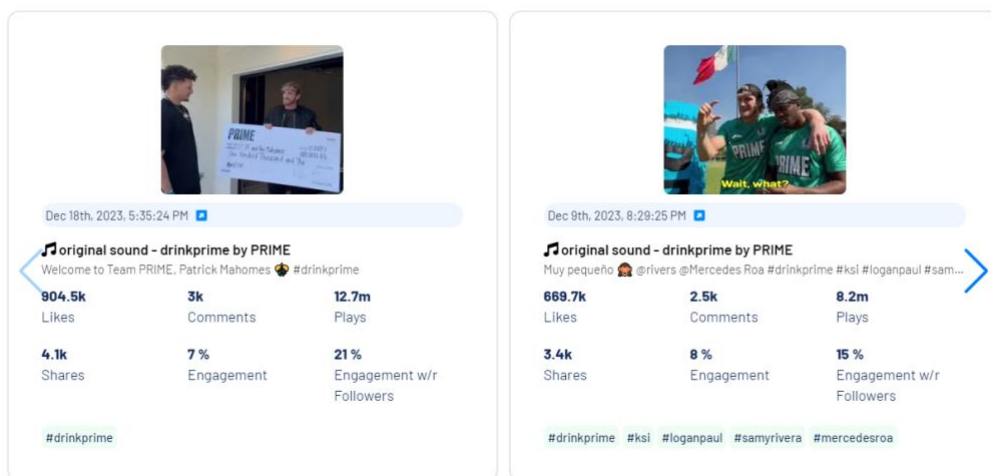 PRIME
Dec 18th, 2023, 5:35:24 PM
original sound - drinkprime by PRIME
Welcome to Team PRIME, Patrick Mahomes #drinkprime
904.5k
3k
12.7m
Likes
Comments
Plays
4.1k
7 %
21 %
Shares
Engagement
Engagement w/r
Followers
#drinkprime
PRIME
PRIME
Wait, what?
Dec 9th, 2023, 8:29:25 PM
original sound - drinkprime by PRIME
Muy pequeño @rivers @Mercedes Roa #drinkprime #ksi #loganpaul #sam...
669.7k
2.5k
8.2m
Likes
Comments
Plays
3.4k
8 %
15 %
Shares
Engagement
Engagement w/r
Followers
#drinkprime #ksi #loganpaul #samyrivera #mercedesroa